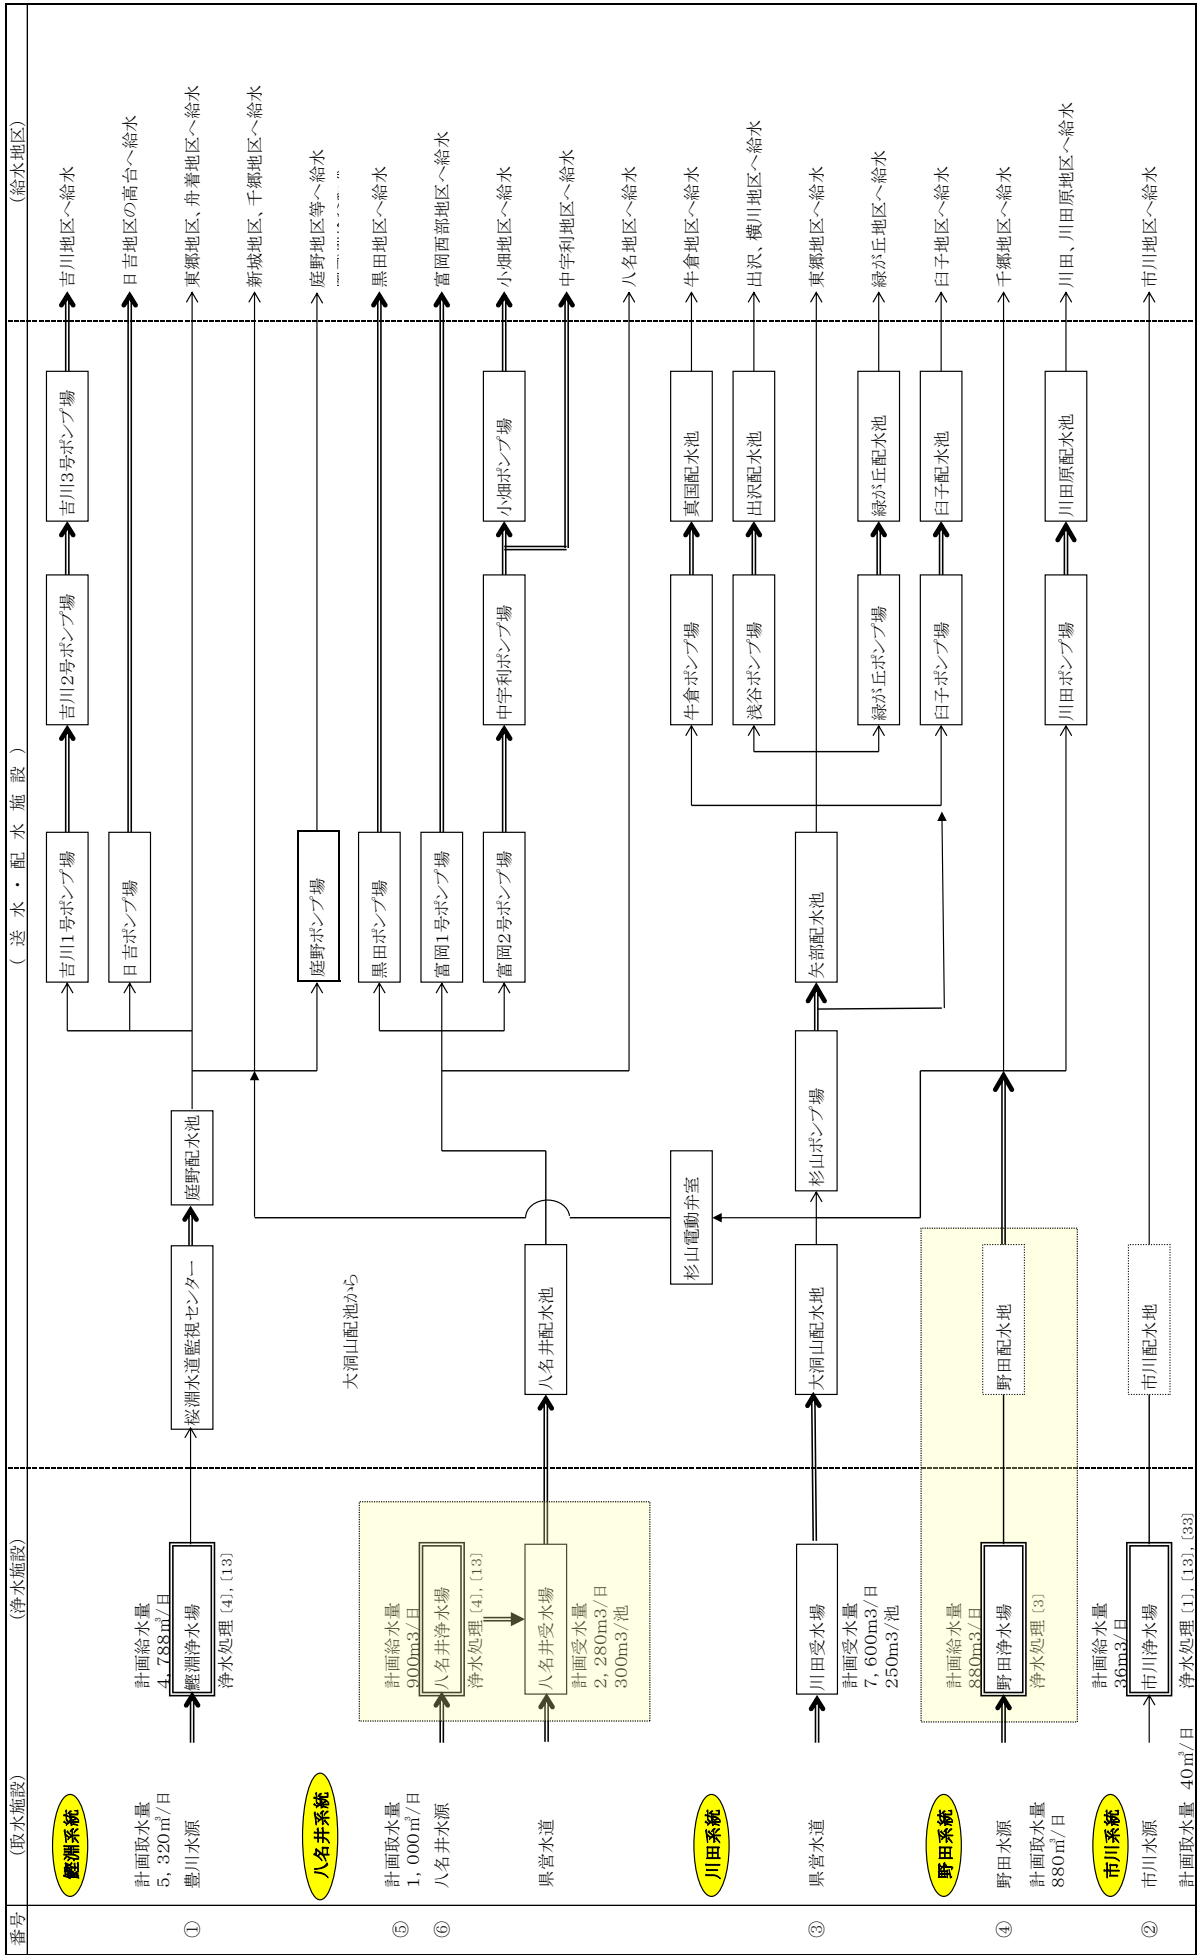 番号
(取水施設)
(浄水施設)
( 送 水 ・ 配 水 施 設 )
(給水地区)
①
鰹淵系統
計画取水量
5, 320㎥/日
豊川水源
計画給水量
4, 788㎥/日
鰹淵浄水場
浄水処理 [4], [13]
桜淵水道監視センター
庭野配水池
吉川1号ポンプ場
吉川2号ポンプ場
吉川3号ポンプ場
吉川地区へ給水
日吉ポンプ場
日吉地区の高台へ給水
東郷地区、舟着地区へ給水
新城地区、千郷地区へ給水
庭野ポンプ場
庭野地区等へ給水
⑤
⑥
八名井系統
計画取水量
1, 000㎥/日
八名井水源
県営水道
計画給水量
900m3/日
八名井浄水場
浄水処理 [4], [13]
八名井受水場
計画受水量
2, 280m3/日
300m3/池
大洞山配池から
八名井配水池
黒田ポンプ場
黒田地区へ給水
富岡1号ポンプ場
富岡西部地区へ給水
富岡2号ポンプ場
中宇利ポンプ場
小畑ポンプ場
小畑地区へ給水
中宇利地区へ給水
八名地区へ給水
③
川田系統
県営水道
川田受水場
計画受水量
7, 600m3/日
250m3/池
杉山電動弁室
大洞山配水地
杉山ポンプ場
矢部配水池
牛倉ポンプ場
真国配水池
牛倉地区へ給水
浅谷ポンプ場
出沢配水池
出沢、横川地区へ給水
東郷地区へ給水
緑が丘ポンプ場
緑が丘配水池
緑が丘地区へ給水
臼子ポンプ場
臼子配水池
臼子地区へ給水
④
野田系統
野田水源
計画取水量
880㎥/日
計画給水量
880m3/日
野田浄水場
浄水処理 [3]
野田配水地
千郷地区へ給水
川田ポンプ場
川田原配水池
川田、川田原地区へ給水
②
市川系統
市川水源
計画取水量 40㎥/日
計画給水量
36m3/日
市川浄水場
浄水処理 [1], [13], [33]
市川配水地
市川地区へ給水